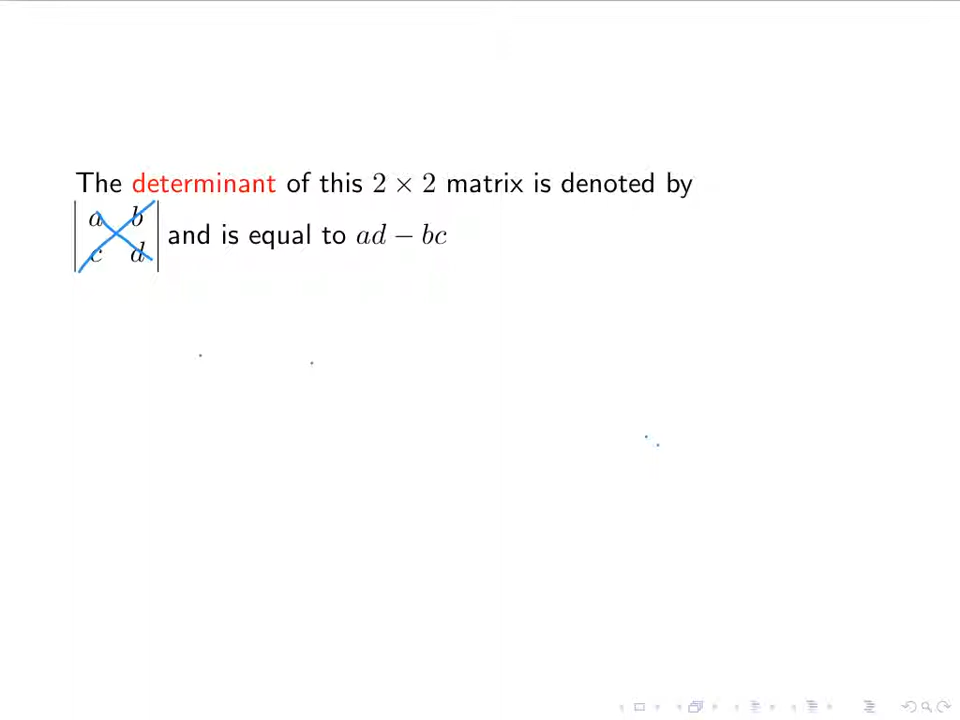 The determinant of this 2 × 2 matrix is denoted by
| a b |
| c d | and is equal to ad − bc